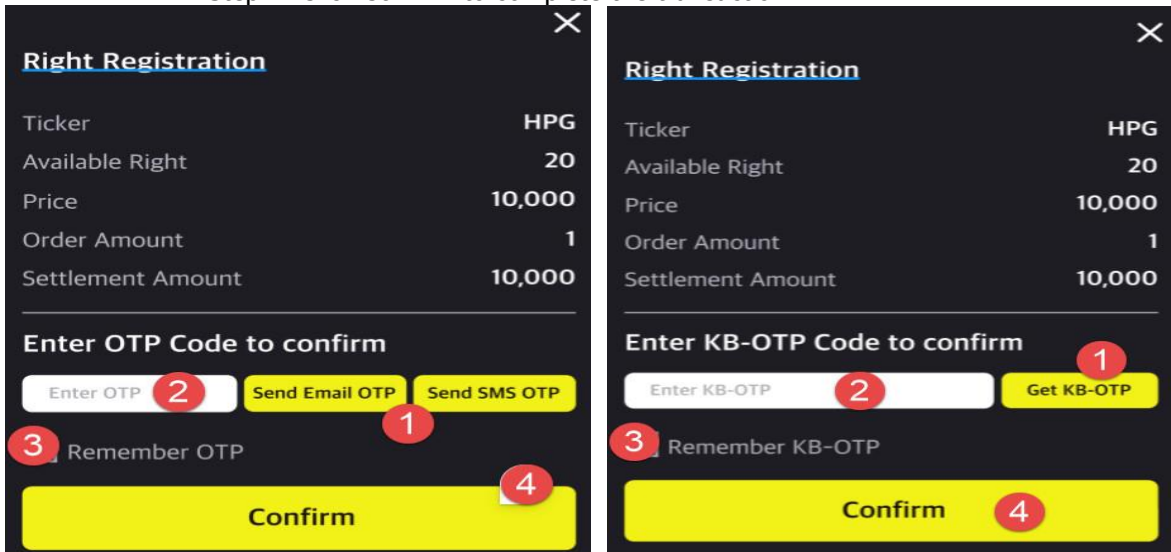 Right Registration
Ticker HPG
Available Right 20
Price 10,000
Order Amount 1
Settlement Amount 10,000
Enter OTP Code to confirm
Enter OTP 2 Send Email OTP Send SMS OTP
1
3 Remember OTP
4
Confirm
Right Registration
Ticker HPG
Available Right 20
Price 10,000
Order Amount 1
Settlement Amount 10,000
Enter KB-OTP Code to confirm
1
Enter KB-OTP 2 Get KB-OTP
3 Remember KB-OTP
Confirm 4